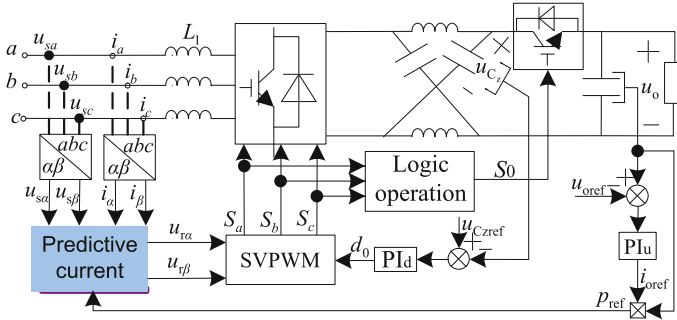 a u_sa i_a L_1
b u_sb i_b u_Cz + -
c u_sc i_c + u_o -
abc αβ abc αβ
Logic operation S0
u_sα u_sβ i_α i_β
u_oref - +
S_a S_b S_c
u_Czref + -
Predictive current
u_rα
u_rβ
SVPWM d_0 PI_d
PI_u
i_oref
p_ref